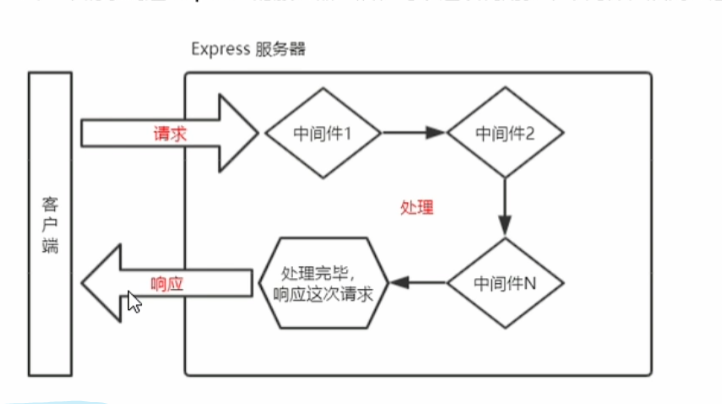 Express 服务器
客户端
请求
中间件1
中间件2
处理
响应
处理完毕，
响应这次请求
中间件N